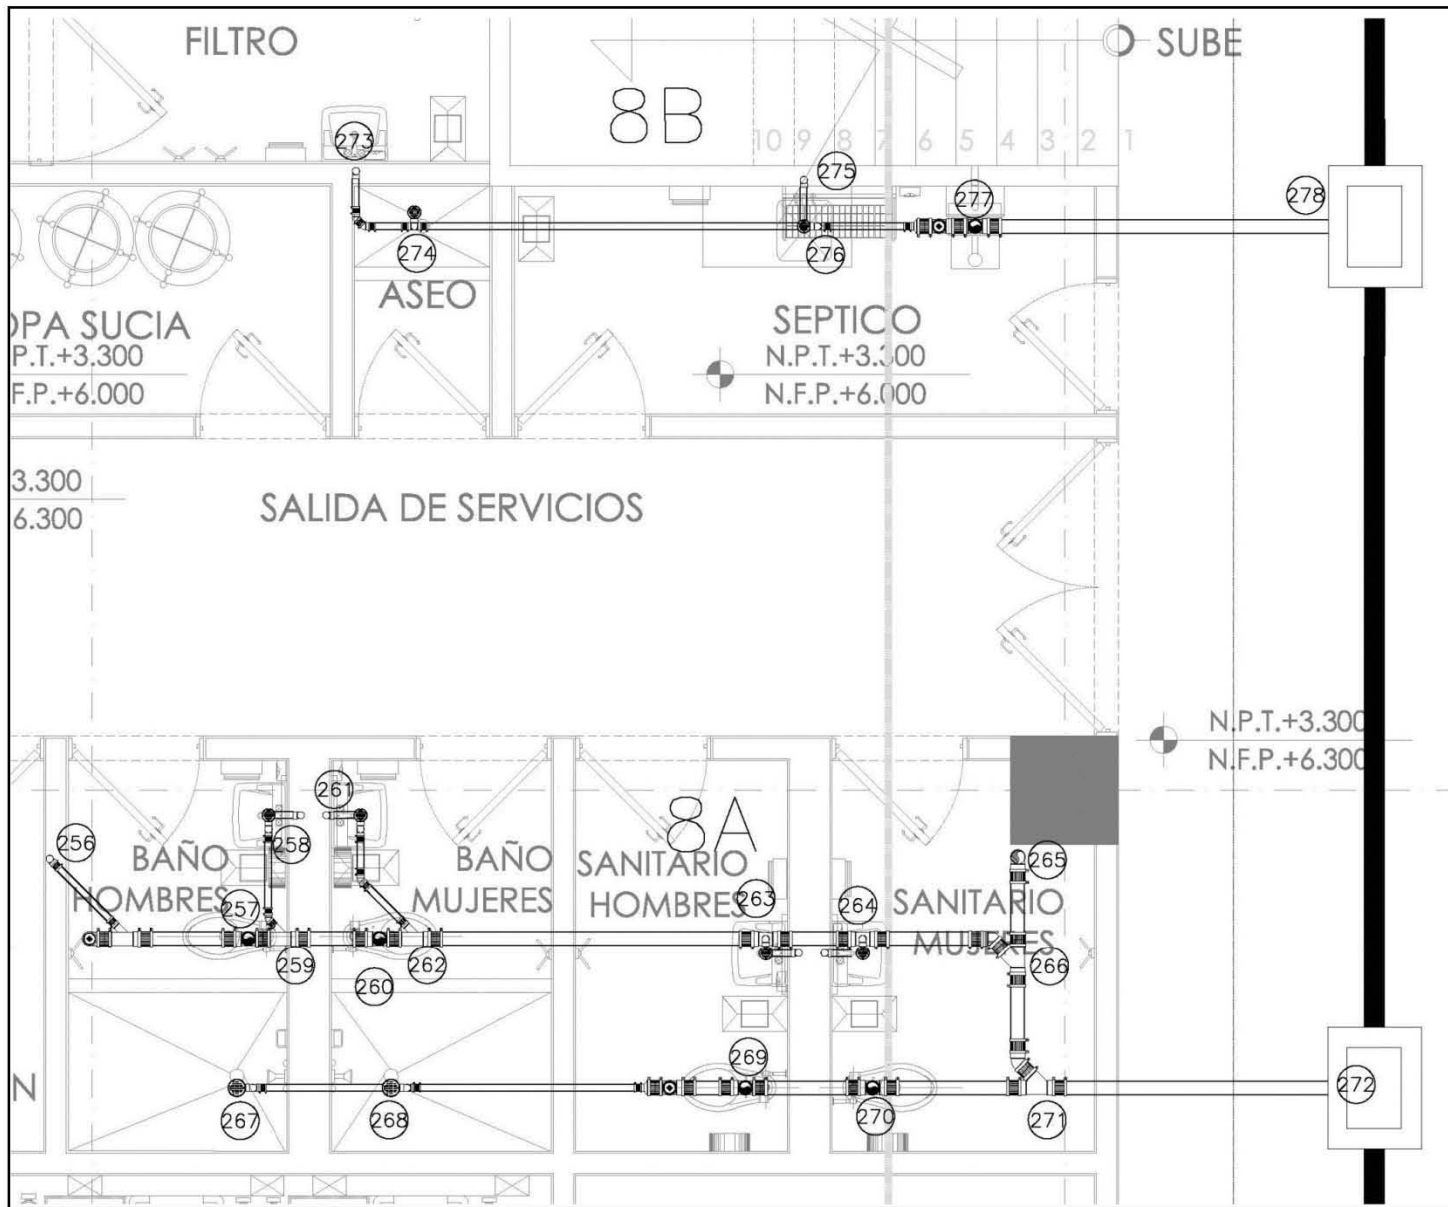 FILTRO
8B
SUBE
10 9 8 7 6 5 4 3 2 1
273
275
277
278
274
276
ASEO
OPA SUCIA
P.T.+3.300
F.P.+6.000
SEPTICO
N.P.T.+3.300
N.F.P.+6.000
3.300
6.300
SALIDA DE SERVICIOS
N.P.T.+3.300
N.F.P.+6.300
261
256
258
8A
BAÑO
HOMBRES
BAÑO
MUJERES
SANITARIO
HOMBRES
265
257
263
264
SANITARIO
MUJERES
259
262
266
260
269
N
272
267
268
270
271